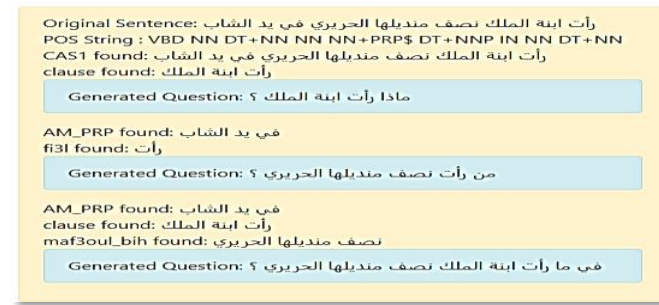 Original Sentence: رأت ابنة الملك نصف منديلها الحريري في يد الشاب
POS String : VBD NN DT+NN NN NN+PRP$ DT+NNP IN NN DT+NN
CAS1 found: رأت ابنة الملك نصف منديلها الحريري في يد الشاب
clause found: رأت ابنة الملك
Generated Question: ماذا رأت ابنة الملك ؟
AM_PRP found: في يد الشاب
fi3l found: رأت
Generated Question: من رأت نصف منديلها الحريري ؟
AM_PRP found: في يد الشاب
clause found: رأت ابنة الملك
maf3oul_bih found: نصف منديلها الحريري
Generated Question: في ما رأت ابنة الملك نصف منديلها الحريري ؟